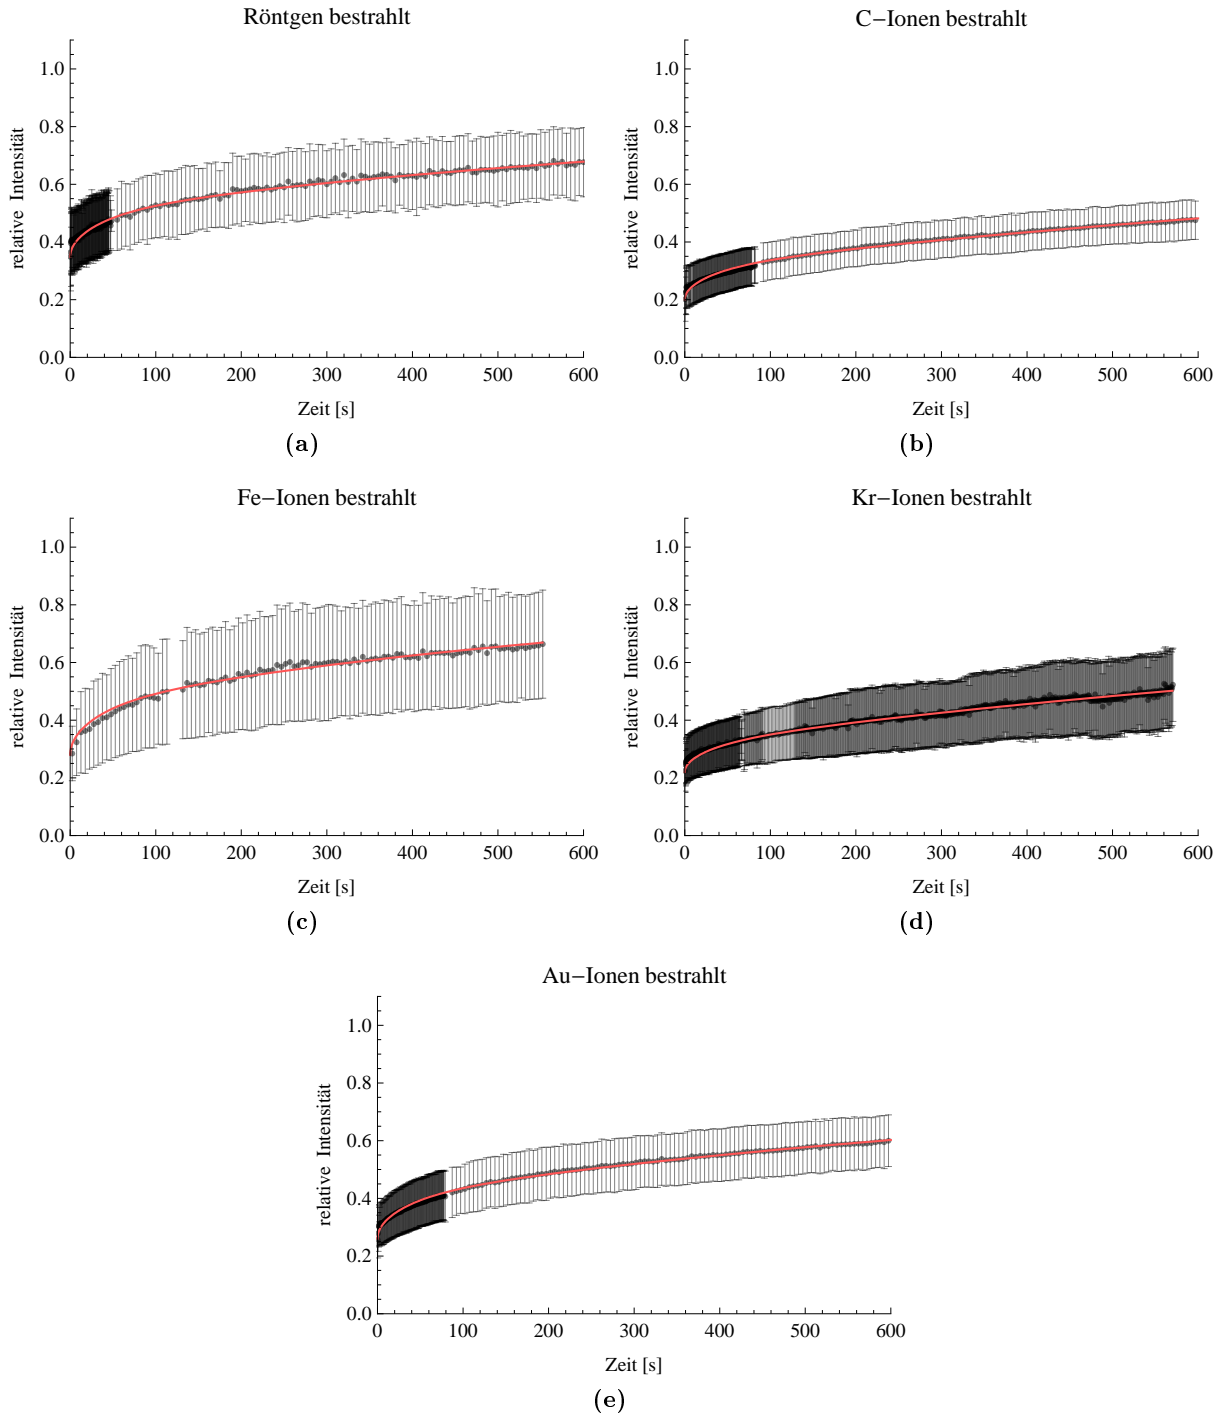 Röntgen bestrahlt
relative Intensität
1.0
0.8
0.6
0.4
0.2
0.0
0 100 200 300 400 500 600
Zeit [s]
(a)
C−Ionen bestrahlt
relative Intensität
1.0
0.8
0.6
0.4
0.2
0.0
0 100 200 300 400 500 600
Zeit [s]
(b)
Fe−Ionen bestrahlt
relative Intensität
1.0
0.8
0.6
0.4
0.2
0.0
0 100 200 300 400 500 600
Zeit [s]
(c)
Kr−Ionen bestrahlt
relative Intensität
1.0
0.8
0.6
0.4
0.2
0.0
0 100 200 300 400 500 600
Zeit [s]
(d)
Au−Ionen bestrahlt
relative Intensität
1.0
0.8
0.6
0.4
0.2
0.0
0 100 200 300 400 500 600
Zeit [s]
(e)